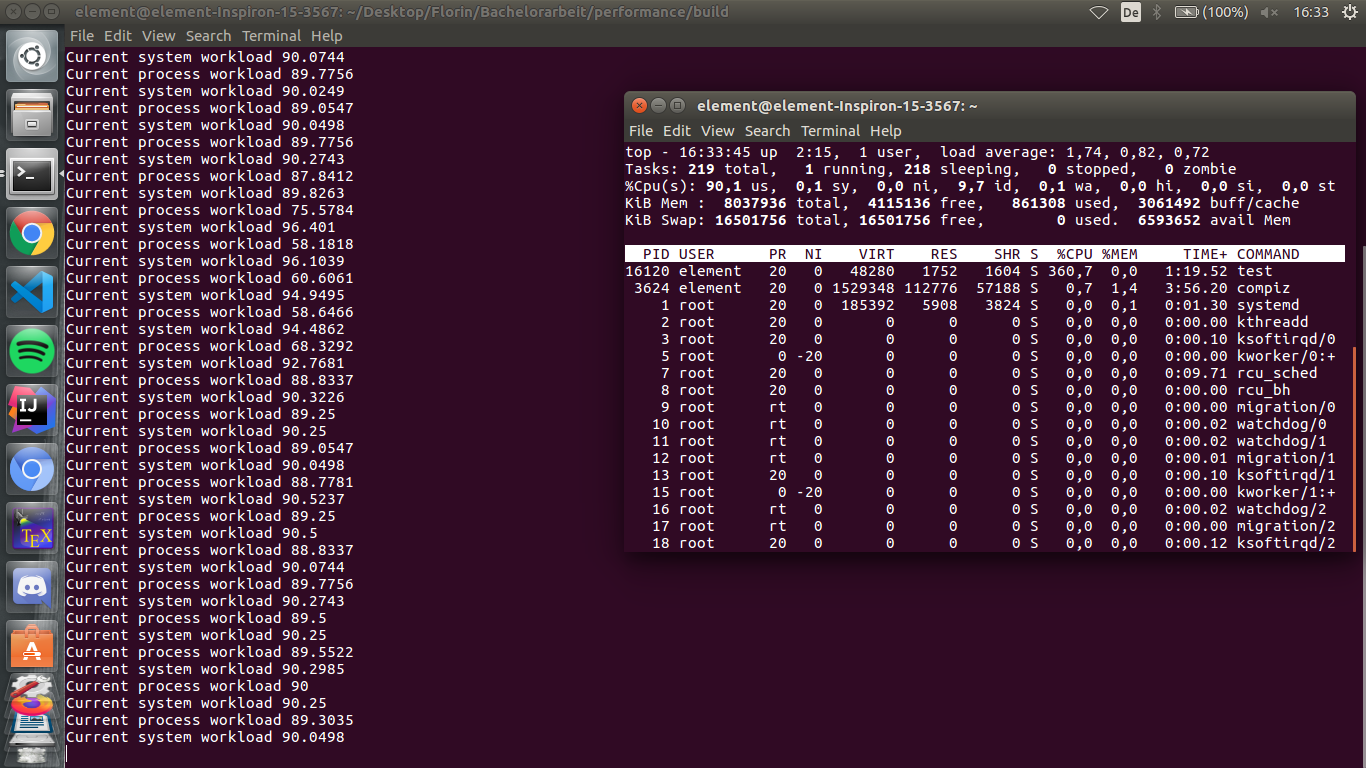 element@element-Inspiron-15-3567: ~/Desktop/Florin/Bachelorarbeit/performance/build
De (100%) 16:33
File Edit View Search Terminal Help
Current system workload 90.0744
Current process workload 89.7756
Current system workload 90.0249
Current process workload 89.0547
Current system workload 90.0498
Current process workload 89.7756
Current system workload 90.2743
Current process workload 87.8412
Current system workload 89.8263
Current process workload 75.5784
Current system workload 96.401
Current process workload 58.1818
Current system workload 96.1039
Current process workload 60.6061
Current system workload 94.9495
Current process workload 58.6466
Current system workload 94.4862
Current process workload 68.3292
Current system workload 92.7681
Current process workload 88.8337
Current system workload 90.3226
Current process workload 89.25
Current system workload 90.25
Current process workload 89.0547
Current system workload 90.0498
Current process workload 88.7781
Current system workload 90.5237
Current process workload 89.25
Current system workload 90.5
Current process workload 88.8337
Current system workload 90.0744
Current process workload 89.7756
Current system workload 90.2743
Current process workload 89.5
Current system workload 90.25
Current process workload 89.5522
Current system workload 90.2985
Current process workload 90
Current system workload 90.25
Current process workload 89.3035
Current system workload 90.0498
element@element-Inspiron-15-3567: ~
File Edit View Search Terminal Help
top - 16:33:45 up  2:15,  1 user,  load average: 1,74, 0,82, 0,72
Tasks: 219 total,   1 running, 218 sleeping,   0 stopped,   0 zombie
%Cpu(s): 90,1 us,  0,1 sy,  0,0 ni,  9,7 id,  0,1 wa,  0,0 hi,  0,0 si,  0,0 st
KiB Mem :  8037936 total,  4115136 free,   861308 used,  3061492 buff/cache
KiB Swap: 16501756 total, 16501756 free,        0 used.  6593652 avail Mem
PID USER PR NI VIRT RES SHR S %CPU %MEM TIME+ COMMAND
16120 element 20 0 48280 1752 1604 S 360,7 0,0 1:19.52 test
3624 element 20 0 1529348 112776 57188 S 0,7 1,4 3:56.20 compiz
1 root 20 0 185392 5908 3824 S 0,0 0,1 0:01.30 systemd
2 root 20 0 0 0 0 S 0,0 0,0 0:00.00 kthreadd
3 root 20 0 0 0 0 S 0,0 0,0 0:00.10 ksoftirqd/0
5 root 0 -20 0 0 0 S 0,0 0,0 0:00.00 kworker/0:+
7 root 20 0 0 0 0 S 0,0 0,0 0:09.71 rcu_sched
8 root 20 0 0 0 0 S 0,0 0,0 0:00.00 rcu_bh
9 root rt 0 0 0 0 S 0,0 0,0 0:00.00 migration/0
10 root rt 0 0 0 0 S 0,0 0,0 0:00.02 watchdog/0
11 root rt 0 0 0 0 S 0,0 0,0 0:00.02 watchdog/1
12 root rt 0 0 0 0 S 0,0 0,0 0:00.01 migration/1
13 root 20 0 0 0 0 S 0,0 0,0 0:00.10 ksoftirqd/1
15 root 0 -20 0 0 0 S 0,0 0,0 0:00.00 kworker/1:+
16 root rt 0 0 0 0 S 0,0 0,0 0:00.02 watchdog/2
17 root rt 0 0 0 0 S 0,0 0,0 0:00.00 migration/2
18 root 20 0 0 0 0 S 0,0 0,0 0:00.12 ksoftirqd/2
IJ
TEX